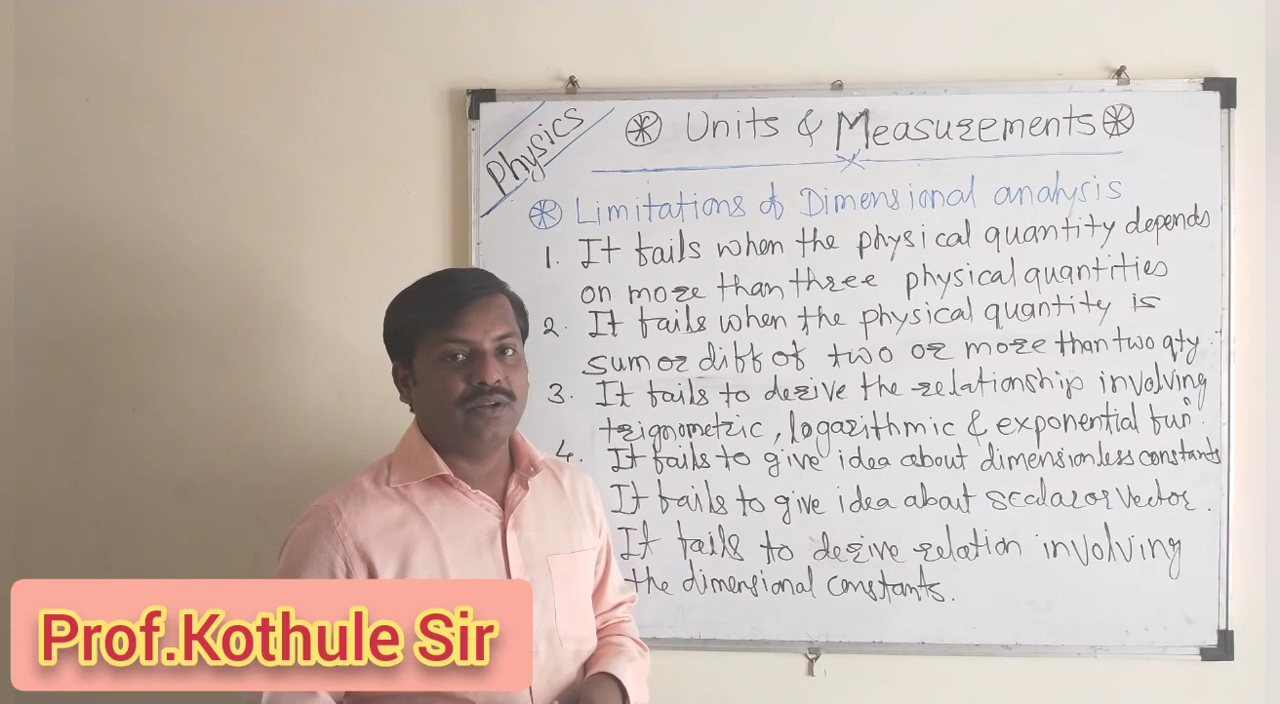 Physics
Units & Measurements
Limitations of Dimensional analysis
1. It fails when the physical quantity depends
on more than three physical quantities
2. It fails when the physical quantity is
sum or diff of two or more than two qty.
3. It fails to derive the relationship involving
trignometric, logarithmic & exponential funⁿ.
4. It fails to give idea about dimensionless constants
It fails to give idea about scalar or vector.
It fails to derive relation involving
the dimensional constants.
Prof.Kothule Sir